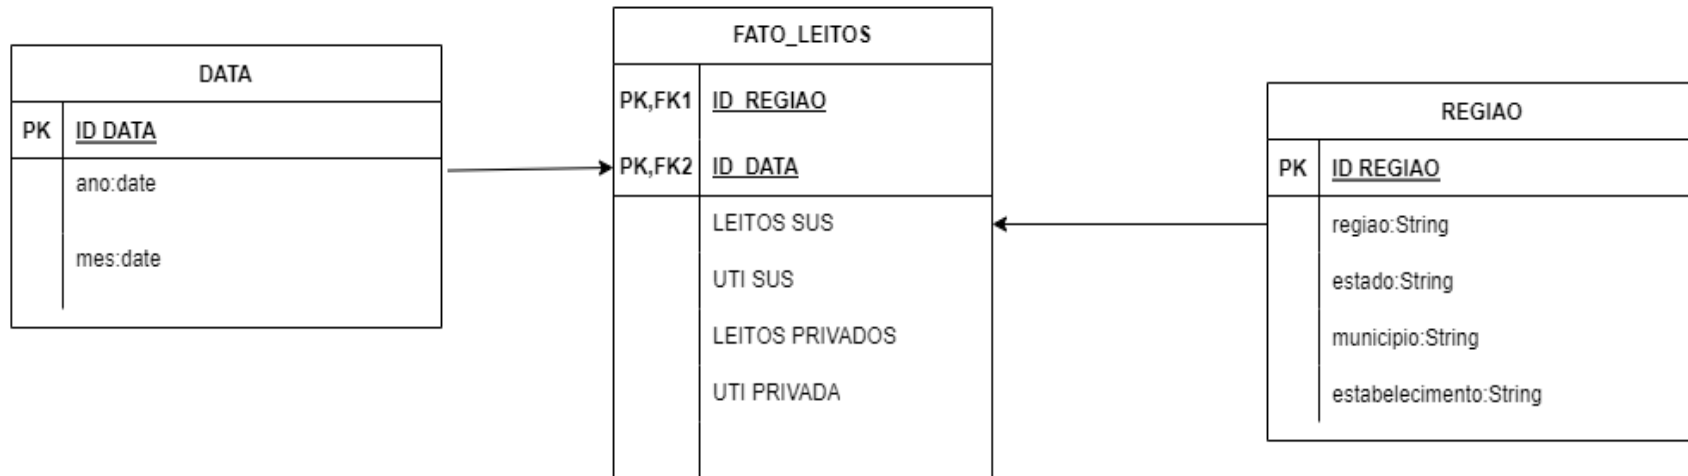 DATA
PK ID DATA
ano:date
mes:date
FATO_LEITOS
PK,FK1 ID_REGIAO
PK,FK2 ID_DATA
LEITOS SUS
UTI SUS
LEITOS PRIVADOS
UTI PRIVADA
REGIAO
PK ID REGIAO
regiao:String
estado:String
municipio:String
estabelecimento:String